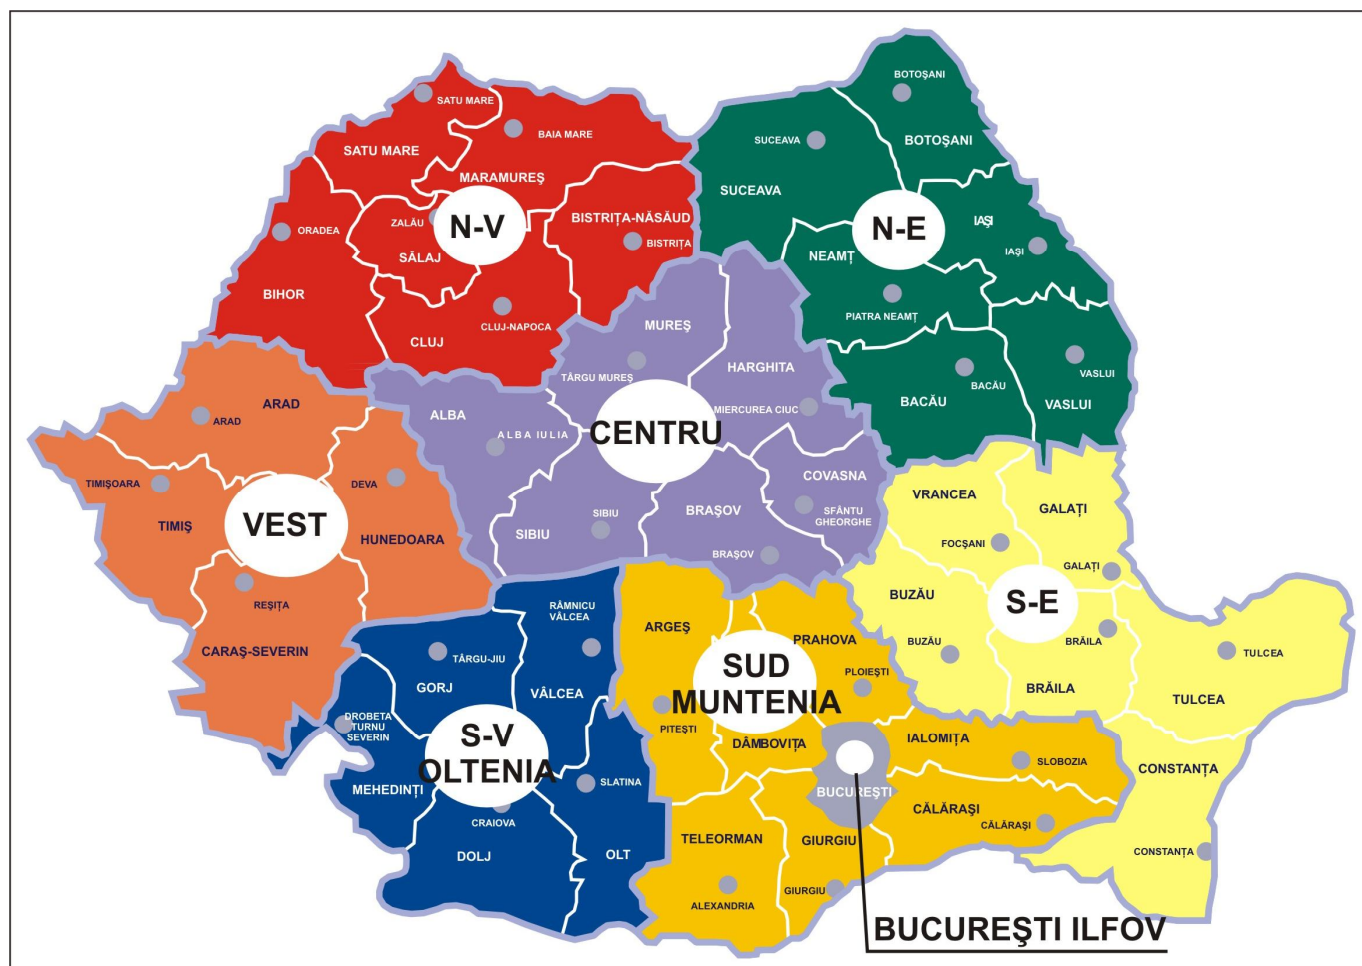 SATU MARE
SATU MARE
BAIA MARE
MARAMUREŞ
ZALĂU
SĂLAJ
N-V
BISTRIŢA-NĂSĂUD
BISTRIŢA
ORADEA
BIHOR
CLUJ-NAPOCA
CLUJ
BOTOŞANI
BOTOŞANI
SUCEAVA
SUCEAVA
N-E
IAŞI
IAŞI
NEAMŢ
PIATRA NEAMŢ
BACĂU
BACĂU
VASLUI
VASLUI
MUREŞ
TÂRGU MUREŞ
HARGHITA
MIERCUREA CIUC
ALBA
ALBA IULIA
CENTRU
COVASNA
SFÂNTU
GHEORGHE
SIBIU
SIBIU
BRAŞOV
BRAŞOV
ARAD
ARAD
TIMIŞOARA
TIMIŞ
VEST
DEVA
HUNEDOARA
REŞIŢA
CARAŞ-SEVERIN
VRANCEA
FOCŞANI
GALAŢI
GALAŢI
BUZĂU
BUZĂU
S-E
BRĂILA
BRĂILA
TULCEA
TULCEA
CONSTANŢA
CONSTANŢA
RÂMNICU
VÂLCEA
VÂLCEA
TÂRGU-JIU
GORJ
DROBETA
TURNU
SEVERIN
MEHEDINŢI
S-V
OLTENIA
CRAIOVA
DOLJ
SLATINA
OLT
ARGEŞ
PITEŞTI
PRAHOVA
PLOIEŞTI
SUD
MUNTENIA
DÂMBOVIŢA
IALOMIŢA
SLOBOZIA
BUCUREŞTI
CĂLĂRAŞI
CĂLĂRAŞI
TELEORMAN
ALEXANDRIA
GIURGIU
GIURGIU
BUCUREŞTI ILFOV